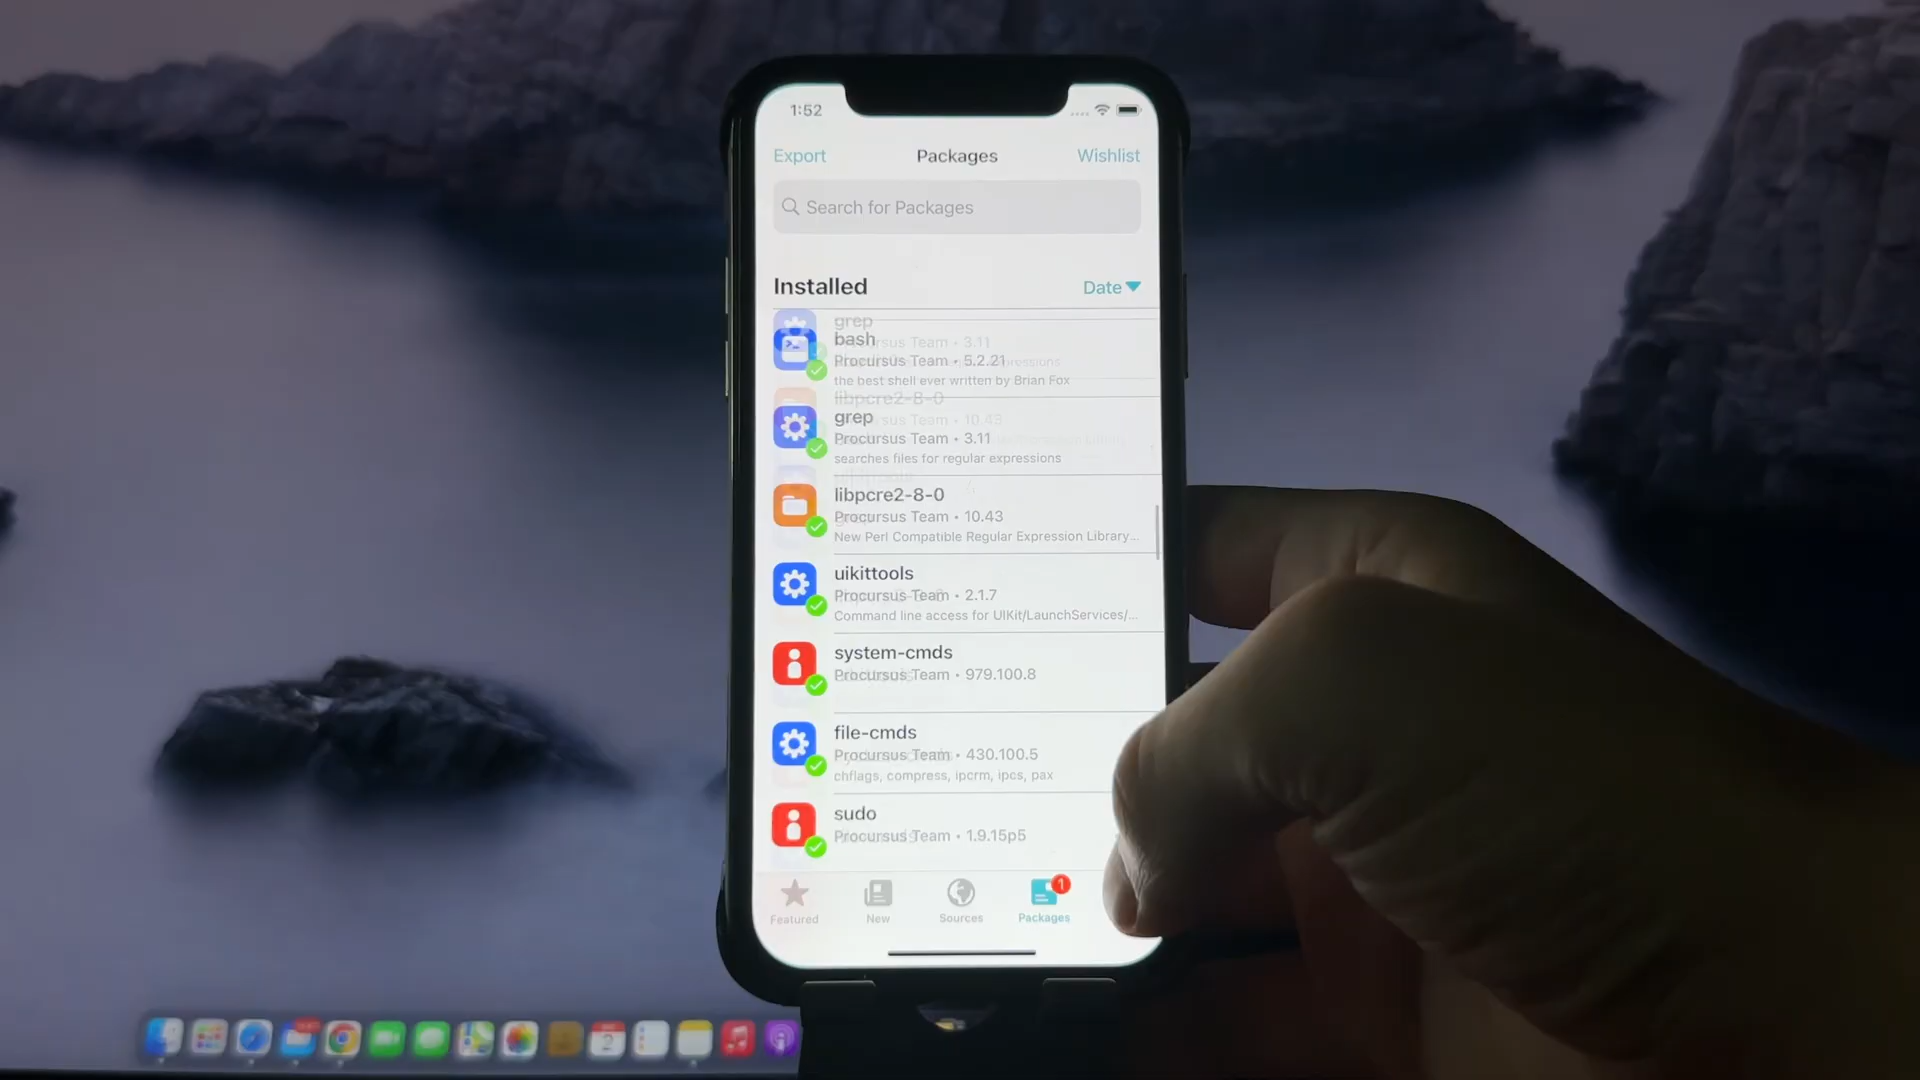 1:52
Export
Packages
Wishlist
Search for Packages
Installed
Date
grep
bash
Procursus Team • 5.2.21
the best shell ever written by Brian Fox
libpcre2-8-0
grep
Procursus Team • 3.11
searches files for regular expressions
libpcre2-8-0
Procursus Team • 10.43
New Perl Compatible Regular Expression Library...
uikittools
Procursus Team • 2.1.7
Command line access for UIKit/LaunchServices/...
system-cmds
Procursus Team • 979.100.8
file-cmds
Procursus Team • 430.100.5
chflags, compress, ipcrm, ipcs, pax
sudo
Procursus Team • 1.9.15p5
1
Featured
New
Sources
Packages